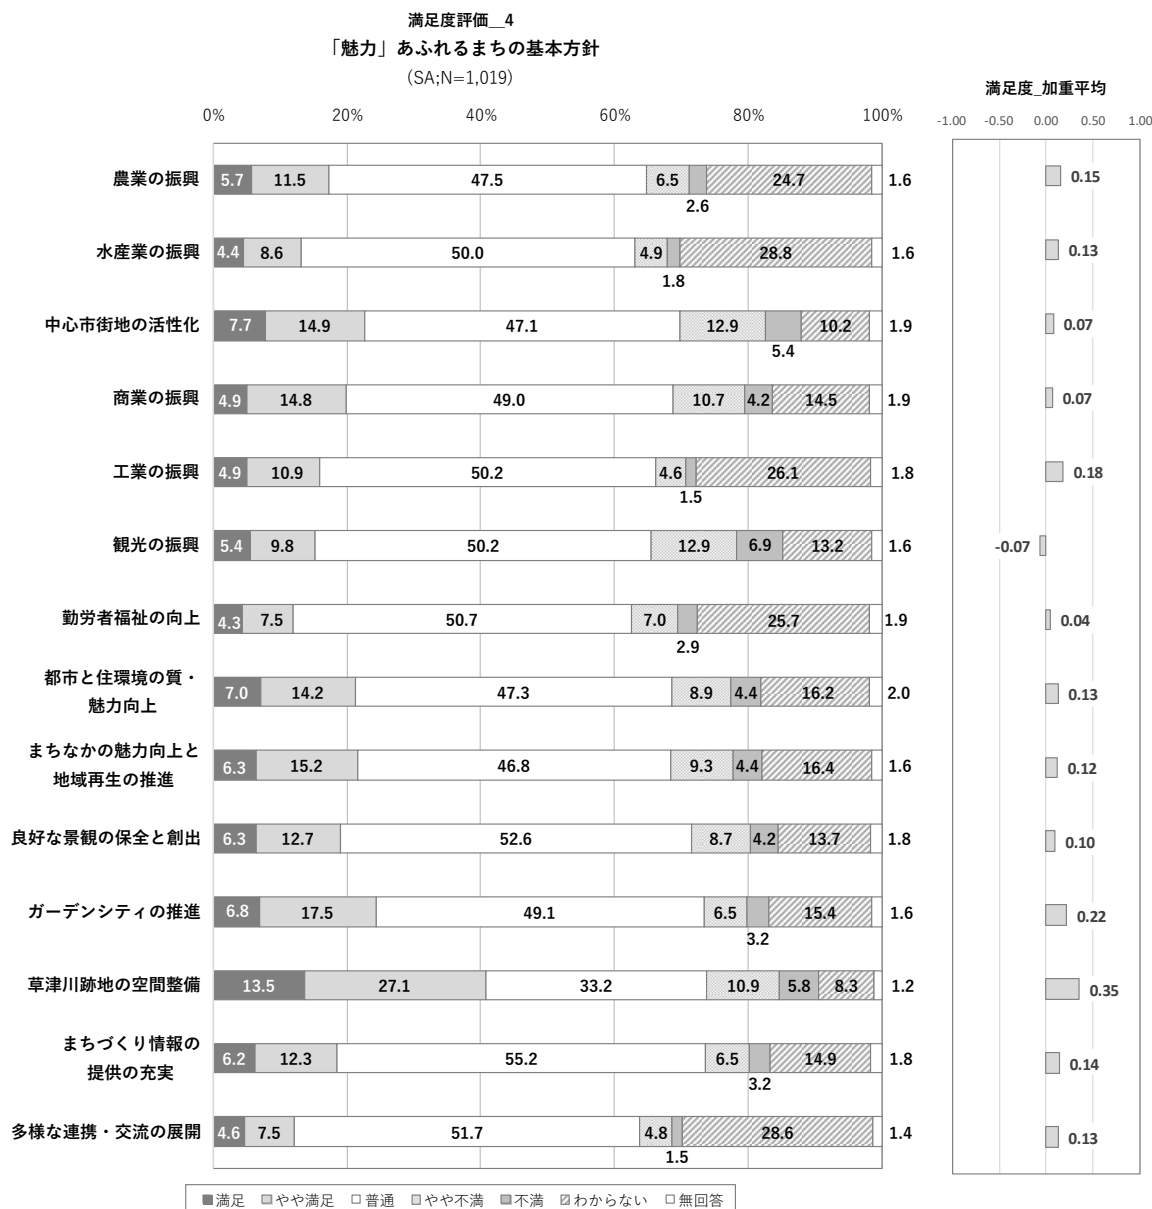 満足度評価__4
「魅力」あふれるまちの基本方針
(SA;N=1,019)
満足度_加重平均
0% 20% 40% 60% 80% 100%
-1.00 -0.50 0.00 0.50 1.00
農業の振興 5.7 11.5 47.5 6.5 24.7 1.6 0.15
2.6
水産業の振興 4.4 8.6 50.0 4.9 28.8 1.6 0.13
1.8
中心市街地の活性化 7.7 14.9 47.1 12.9 10.2 1.9 0.07
5.4
商業の振興 4.9 14.8 49.0 10.7 4.2 14.5 1.9 0.07
工業の振興 4.9 10.9 50.2 4.6 26.1 1.8 0.18
1.5
観光の振興 5.4 9.8 50.2 12.9 6.9 13.2 1.6 -0.07
勤労者福祉の向上 4.3 7.5 50.7 7.0 25.7 1.9 0.04
2.9
都市と住環境の質・
魅力向上 7.0 14.2 47.3 8.9 4.4 16.2 2.0 0.13
まちなかの魅力向上と
地域再生の推進 6.3 15.2 46.8 9.3 4.4 16.4 1.6 0.12
良好な景観の保全と創出 6.3 12.7 52.6 8.7 4.2 13.7 1.8 0.10
ガーデンシティの推進 6.8 17.5 49.1 6.5 15.4 1.6 0.22
3.2
草津川跡地の空間整備 13.5 27.1 33.2 10.9 5.8 8.3 1.2 0.35
まちづくり情報の
提供の充実 6.2 12.3 55.2 6.5 14.9 1.8 0.14
3.2
多様な連携・交流の展開 4.6 7.5 51.7 4.8 28.6 1.4 0.13
1.5
満足 やや満足 普通 やや不満 不満 わからない 無回答